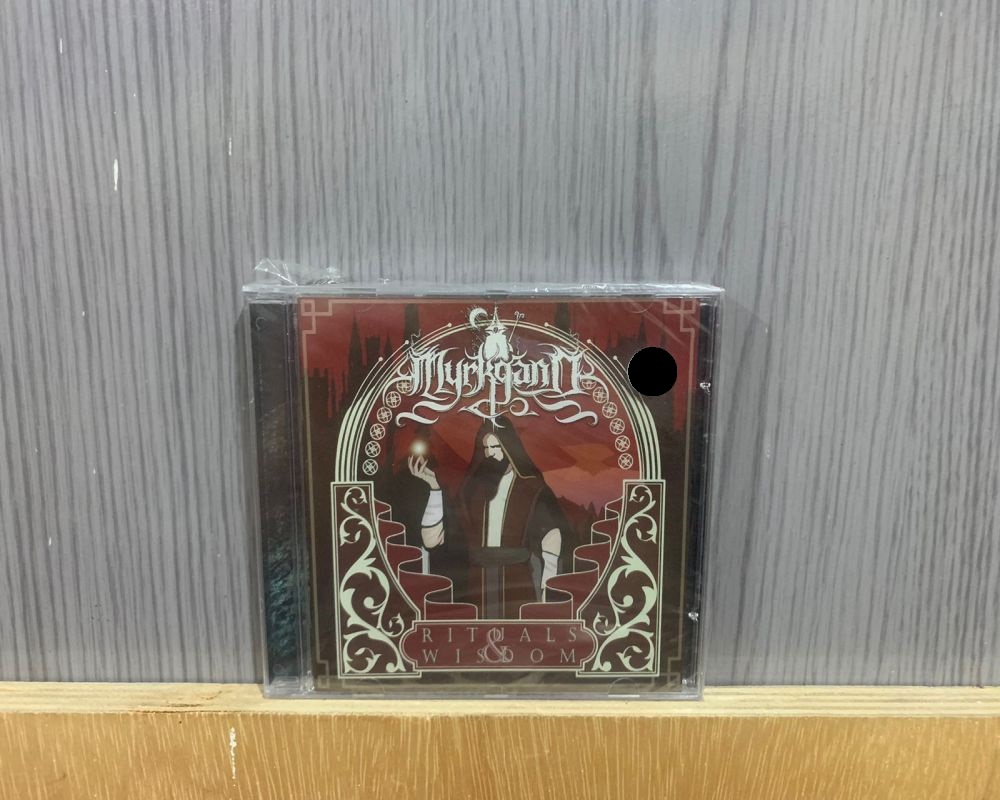 Myrkgand
RITUALS
&
WISDOM